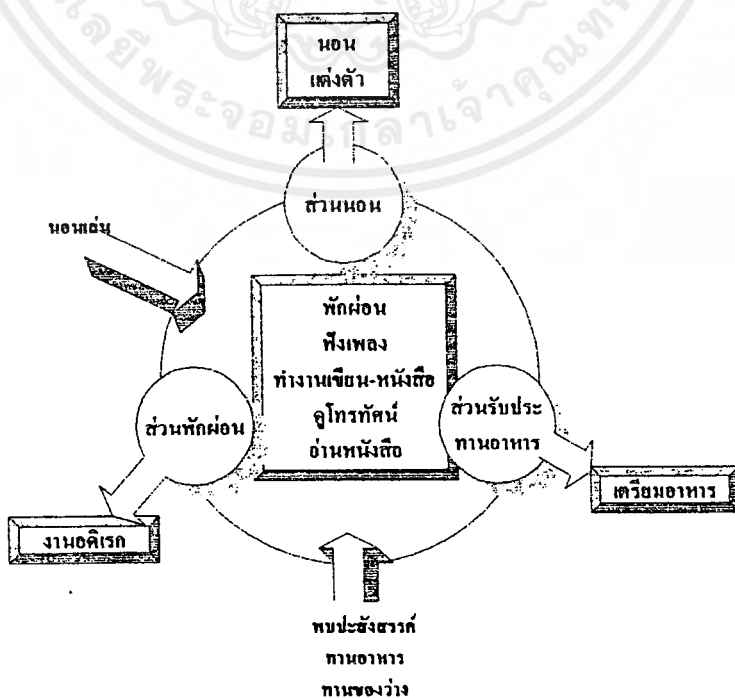 นอน
แต่งตัว
ส่วนนอน
นอนเล่น
พักผ่อน
ฟังเพลง
ทำงานเขียน-หนังสือ
ดูโทรทัศน์
อ่านหนังสือ
ส่วนพักผ่อน
ส่วนรับประ
ทานอาหาร
เตรียมอาหาร
งานอดิเรก
พบปะสังสรรค์
ทานอาหาร
ทานของว่าง